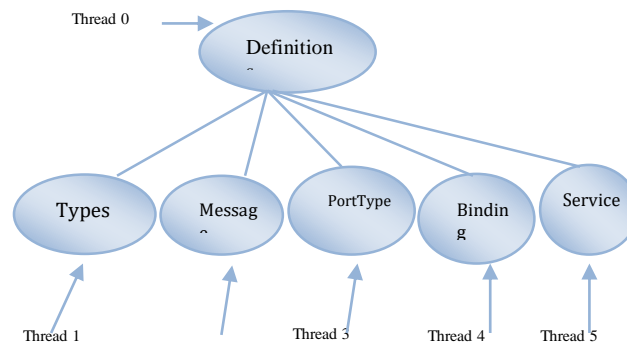 Thread 0
Definition
Types
Messag
PortType
Bindin
g
Service
Thread 1
Thread 3
Thread 4
Thread 5